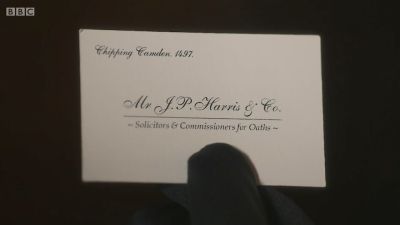 BBC
Chipping Camden. 1497.
Mr J.P. Harris & Co.
~ Solicitors & Commissioners for Oaths ~